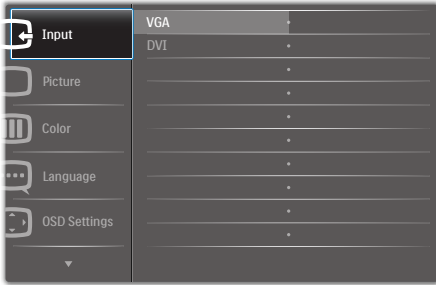 Input
Picture
Color
Language
OSD Settings
VGA
DVI